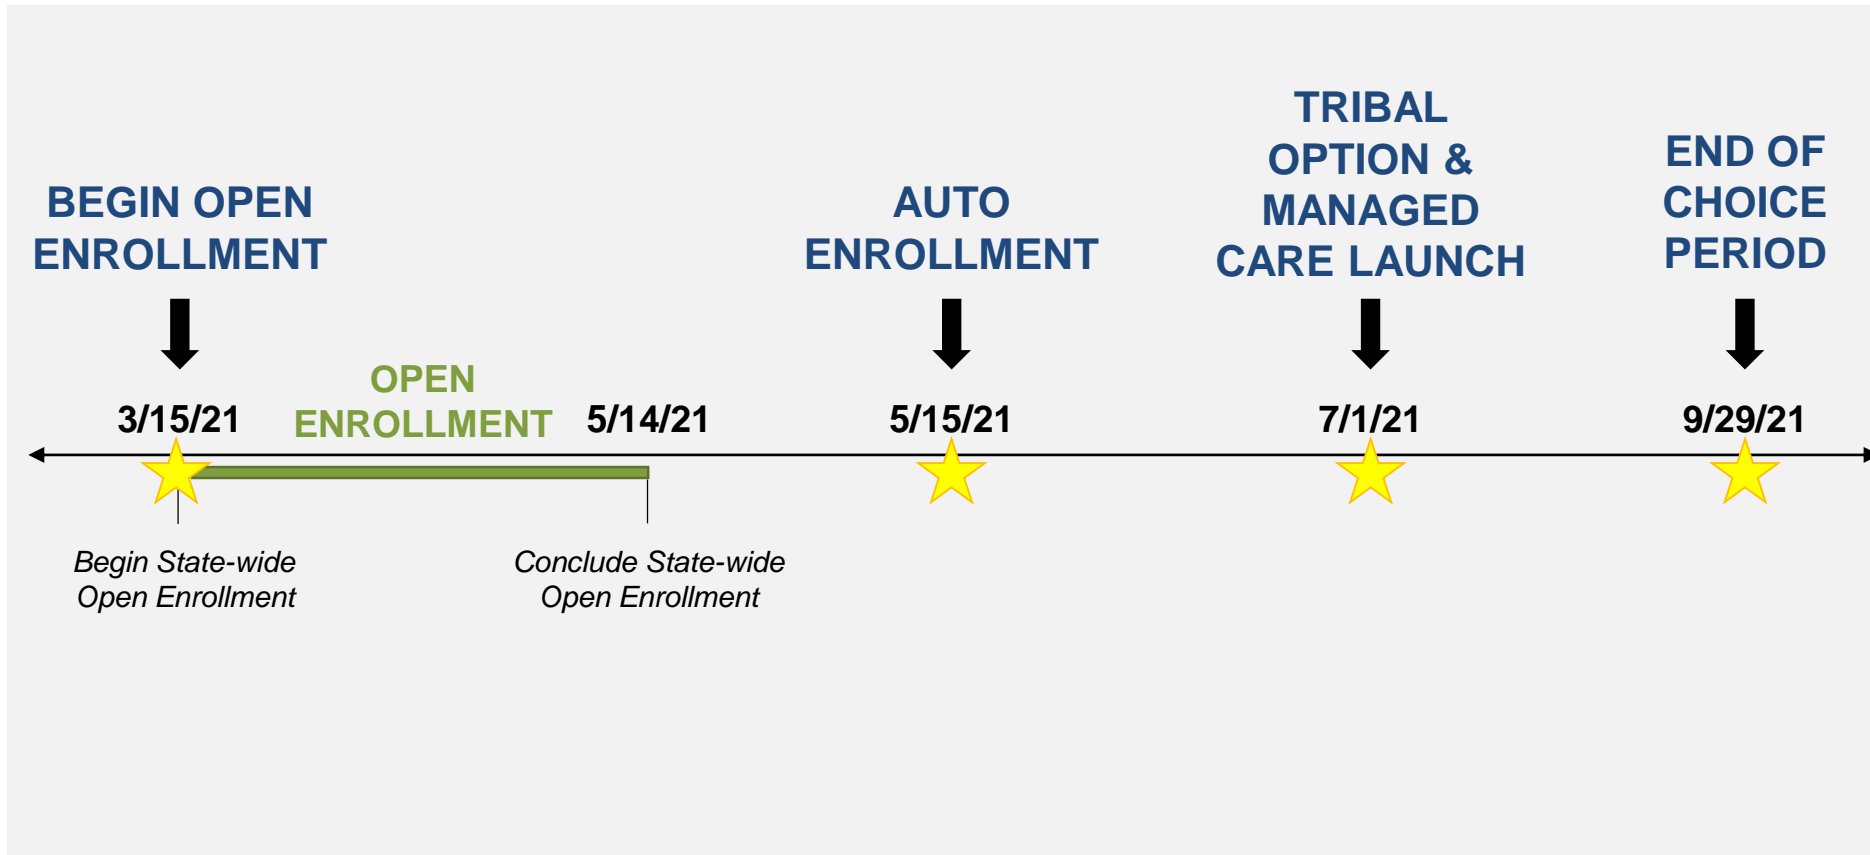 BEGIN OPEN
ENROLLMENT
AUTO
ENROLLMENT
TRIBAL
OPTION &
MANAGED
CARE LAUNCH
END OF
CHOICE
PERIOD
3/15/21
OPEN
ENROLLMENT
5/14/21
5/15/21
7/1/21
9/29/21
Begin State-wide
Open Enrollment
Conclude State-wide
Open Enrollment